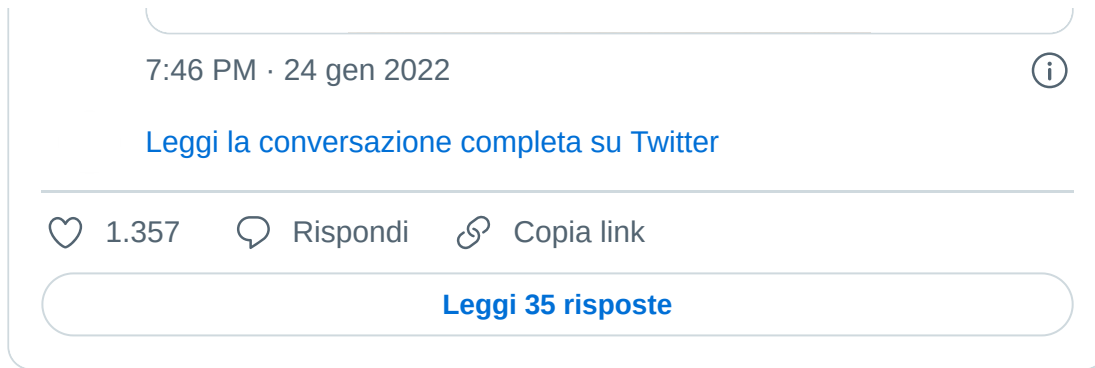 7:46 PM · 24 gen 2022
Leggi la conversazione completa su Twitter
1.357 Rispondi Copia link
Leggi 35 risposte